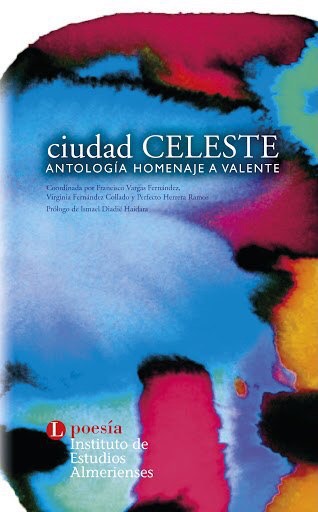 ciudad CELESTE
ANTOLOGÍA HOMENAJE A VALENTE
Coordinada por Francisco Vargas Fernández,
Virginia Fernández Collado y Perfecto Herrera Ramos
Prólogo de Ismael Diadié Haidara
L poesía
Instituto de
Estudios
Almerienses